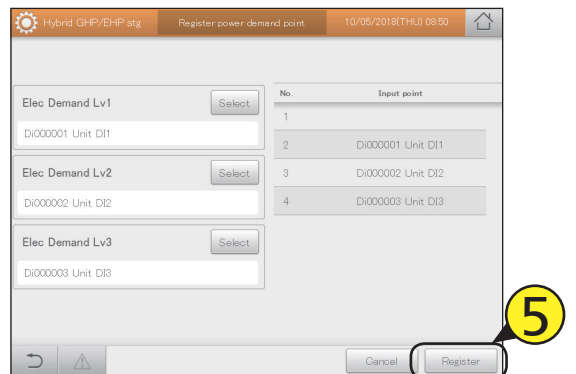 Hybrid GHP/EHP stg Register power demand point 10/05/2018(THU) 08:50
Elec Demand Lv1 Select
Di000001 Unit DI1
Elec Demand Lv2 Select
Di000002 Unit DI2
Elec Demand Lv3 Select
Di000003 Unit DI3
No. Input point
1
2 Di000001 Unit DI1
3 Di000002 Unit DI2
4 Di000003 Unit DI3
5
Cancel Register